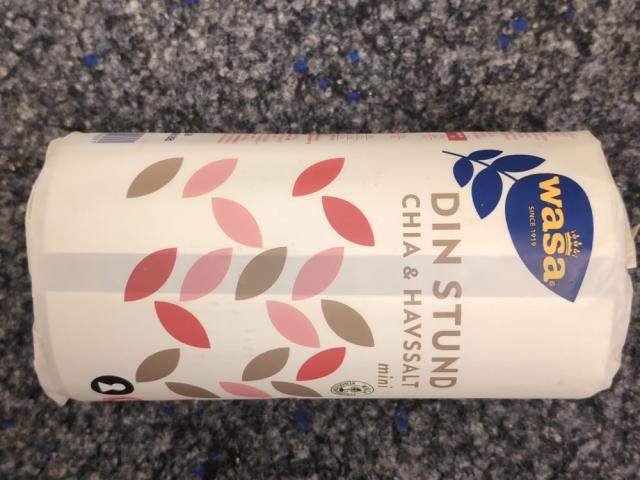 wasa
SINCE 1919
DIN STUND
CHIA & HAVSSALT
mini